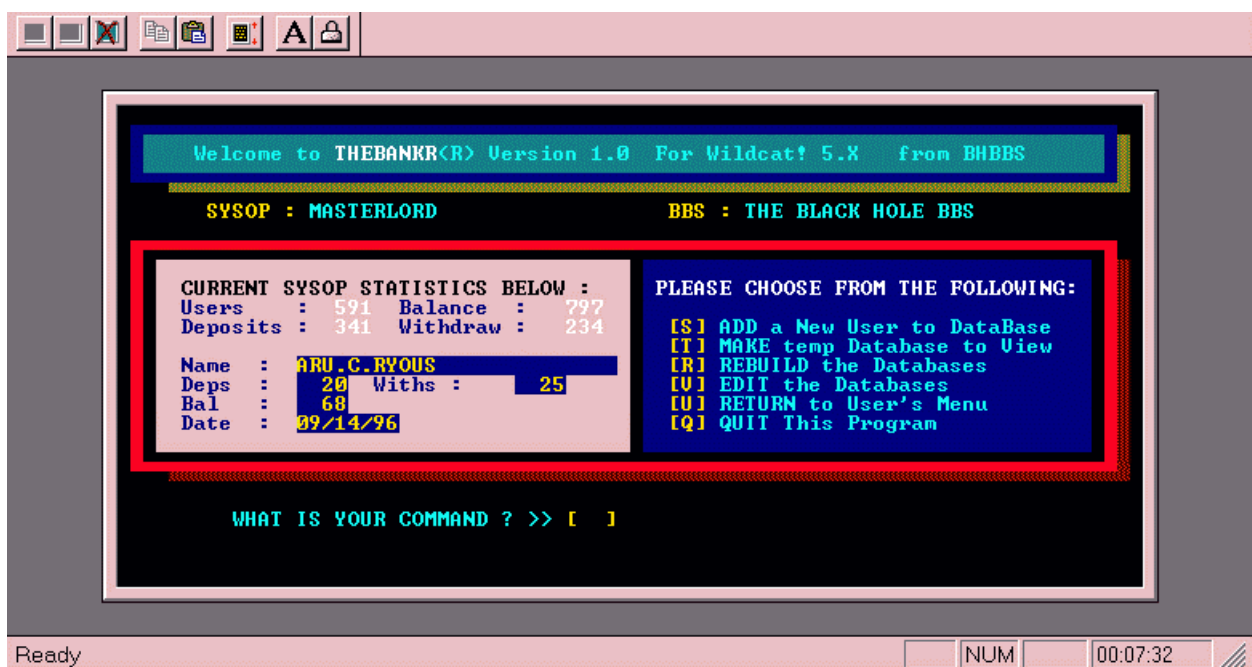 A
Welcome to THEBANKR(R) Version 1.0 For Wildcat! 5.X from BHBBS
SYSOP : MASTERLORD BBS : THE BLACK HOLE BBS
CURRENT SYSOP STATISTICS BELOW :
Users : 591 Balance : 797
Deposits : 341 Withdraw : 234
Name : ARU.C.RYOUS
Deps : 20 Withs : 25
Bal : 68
Date : 09/14/96
PLEASE CHOOSE FROM THE FOLLOWING:
[S] ADD a New User to DataBase
[T] MAKE temp Database to View
[R] REBUILD the Databases
[V] EDIT the Databases
[U] RETURN to User's Menu
[Q] QUIT This Program
WHAT IS YOUR COMMAND ? >> [ ]
Ready NUM 00:07:32